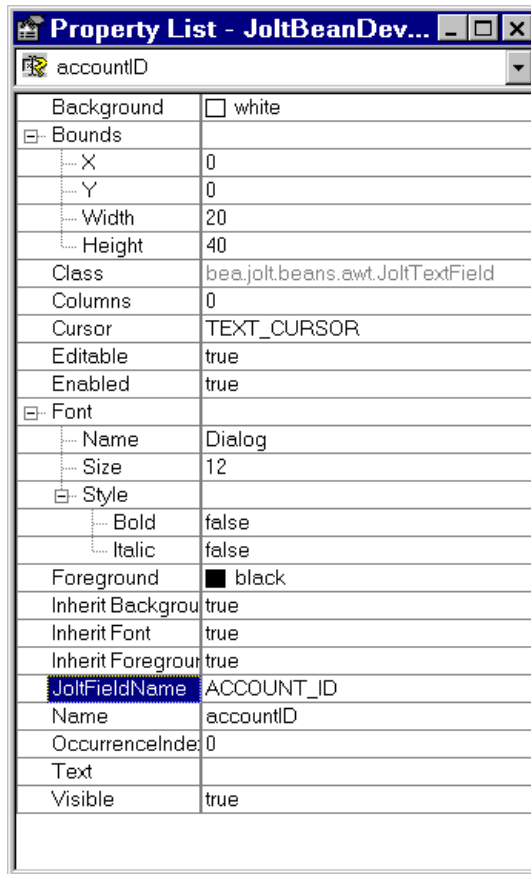 Property List - JoltBeanDev...
accountID
Background white
Bounds
X 0
Y 0
Width 20
Height 40
Class bea.jolt.beans.awt.JoltTextField
Columns 0
Cursor TEXT_CURSOR
Editable true
Enabled true
Font
Name Dialog
Size 12
Style
Bold false
Italic false
Foreground black
Inherit Backgrou true
Inherit Font true
Inherit Foregrour true
JoltFieldName ACCOUNT_ID
Name accountID
OccurrenceInde: 0
Text
Visible true